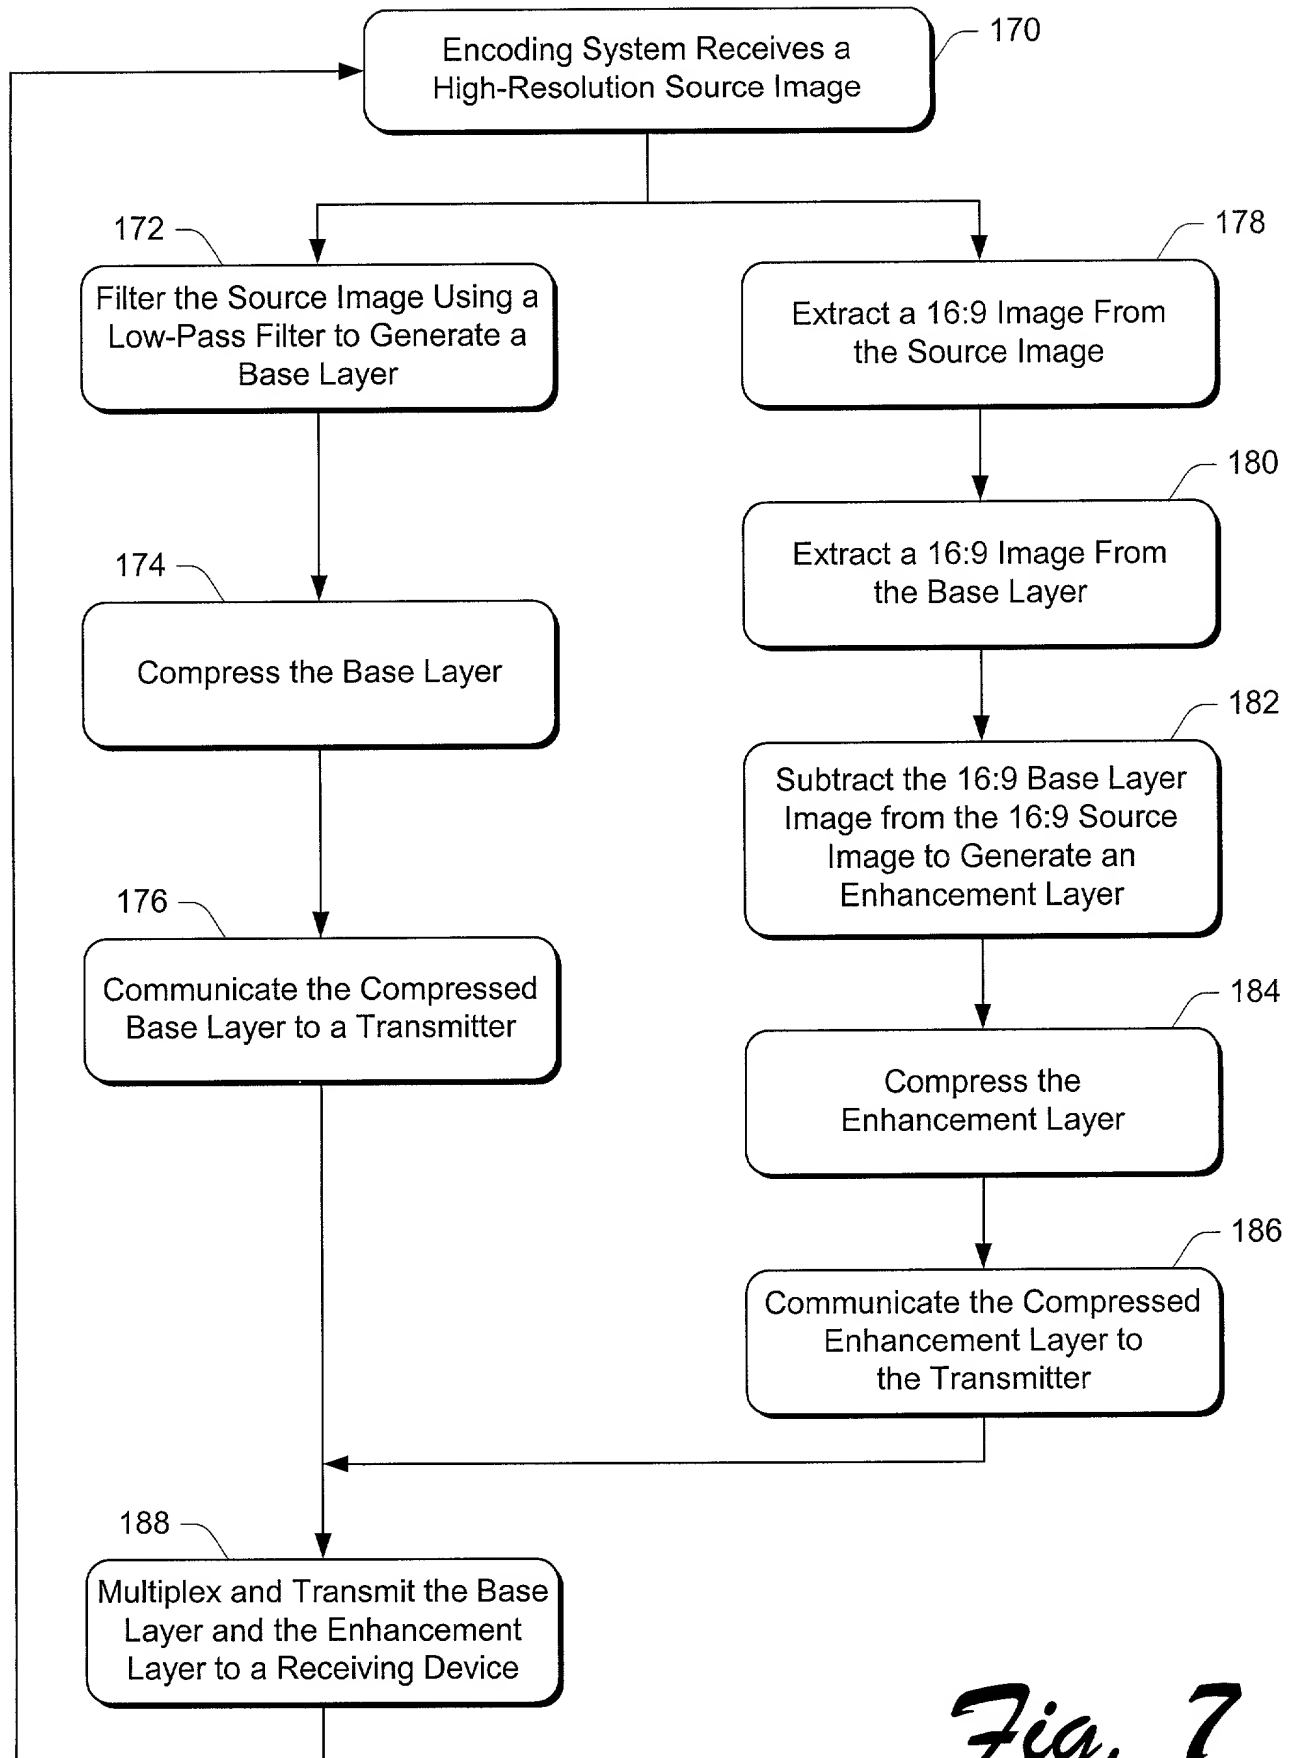 Encoding System Receives a
High-Resolution Source Image
170
172
Filter the Source Image Using a
Low-Pass Filter to Generate a
Base Layer
174
Compress the Base Layer
176
Communicate the Compressed
Base Layer to a Transmitter
178
Extract a 16:9 Image From
the Source Image
180
Extract a 16:9 Image From
the Base Layer
182
Subtract the 16:9 Base Layer
Image from the 16:9 Source
Image to Generate an
Enhancement Layer
184
Compress the
Enhancement Layer
186
Communicate the Compressed
Enhancement Layer to
the Transmitter
188
Multiplex and Transmit the Base
Layer and the Enhancement
Layer to a Receiving Device
Fig. 7